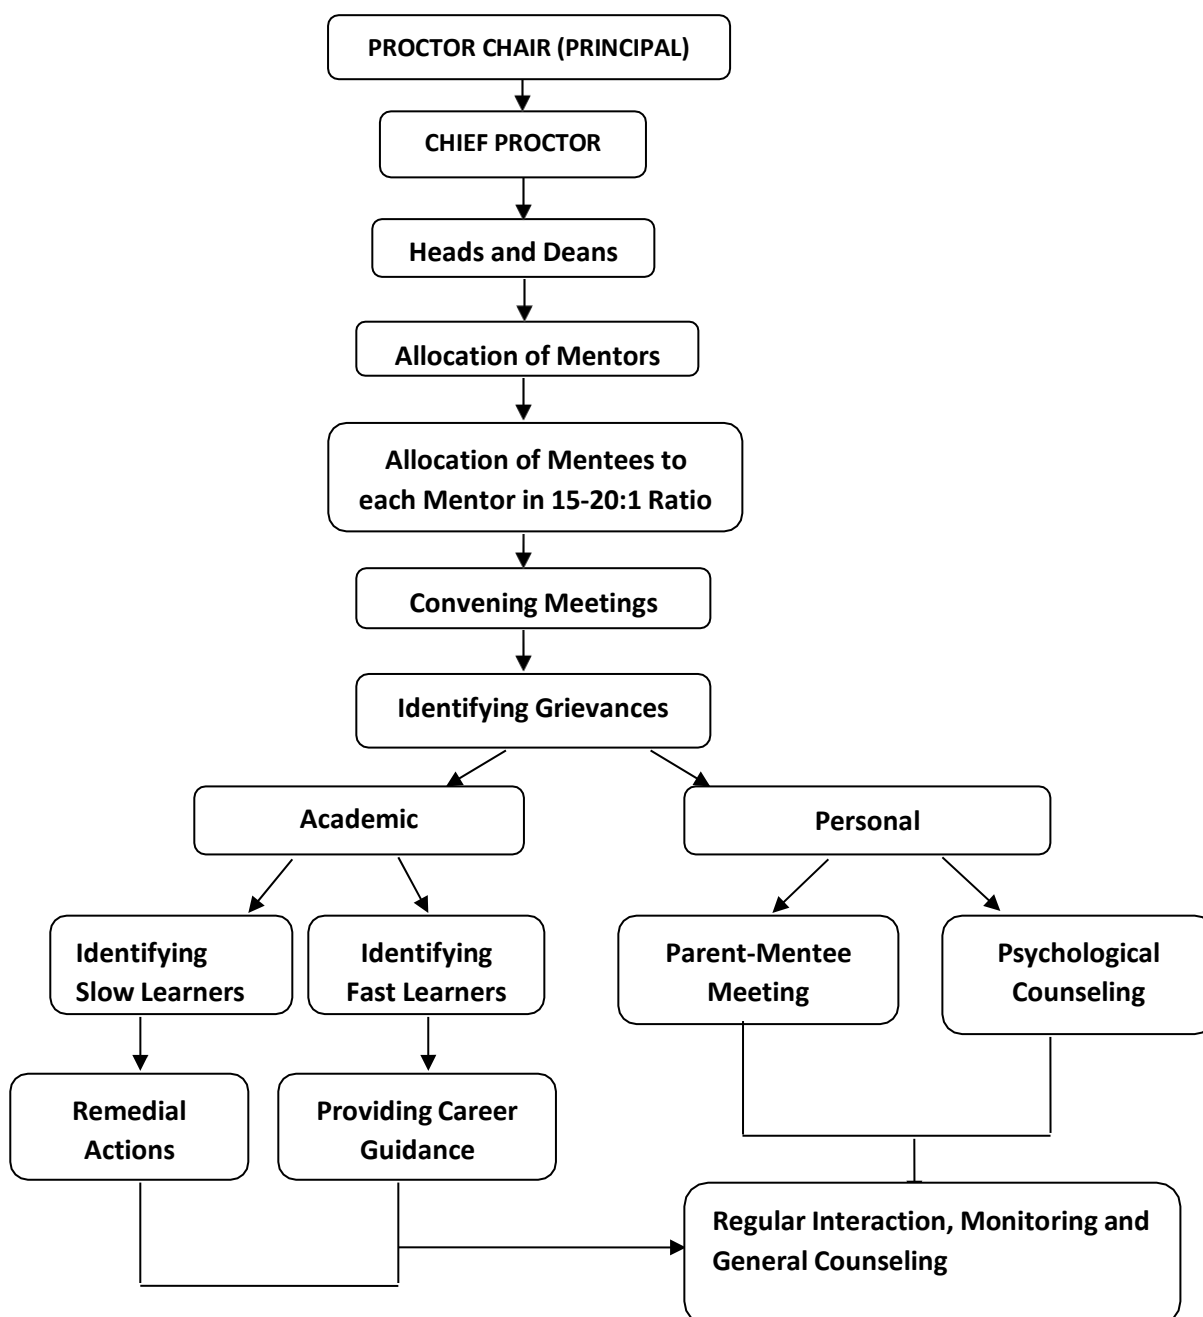 PROCTOR CHAIR (PRINCIPAL)
CHIEF PROCTOR
Heads and Deans
Allocation of Mentors
Allocation of Mentees to
each Mentor in 15-20:1 Ratio
Convening Meetings
Identifying Grievances
Academic
Personal
Identifying
Slow Learners
Identifying
Fast Learners
Parent-Mentee
Meeting
Psychological
Counseling
Remedial
Actions
Providing Career
Guidance
Regular Interaction, Monitoring and
General Counseling